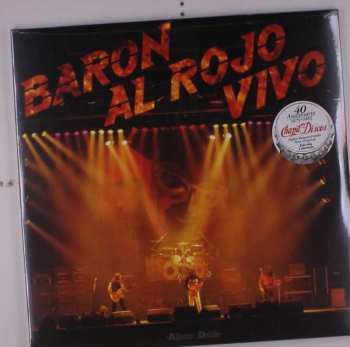 BARON
AL ROJO
VIVO
40
Aniversario
Chapa Discos
Album Doble